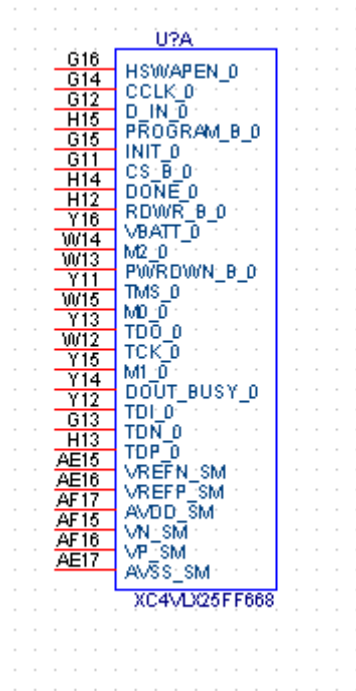 U?A
G16 HSWAPEN_0
G14 CCLK_0
G12 D_IN_0
H15 PROGRAM_B_0
G15 INIT_0
G11 CS_B_0
H14 DONE_0
H12 RDWR_B_0
Y16 VBATT_0
W14 M2_0
W13 PWRDWN_B_0
Y11 TMS_0
W15 M0_0
Y13 TDO_0
W12 TCK_0
Y15 M1_0
Y14 DOUT_BUSY_0
Y12 TDI_0
G13 TDN_0
H13 TDP_0
AE15 VREFN_SM
AE16 VREFP_SM
AF17 AVDD_SM
AF15 VN_SM
AF16 VP_SM
AE17 AVSS_SM
XC4VLX25FF668